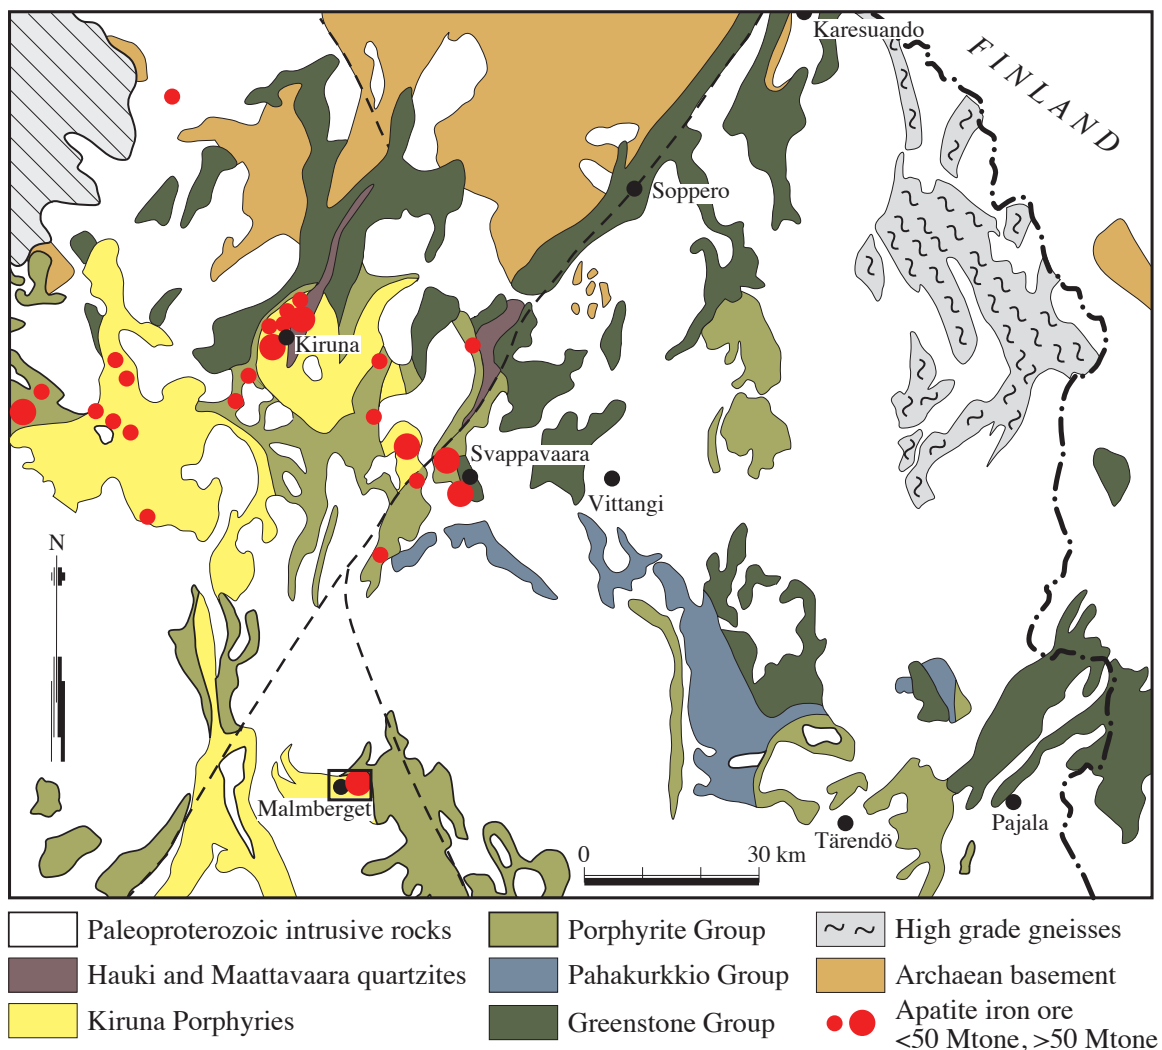 Karesuando
FINLAND
Soppero
Kiruna
Svappavaara
Vittangi
N
Malmberget
0 30 km
Tärendö
Pajala
Paleoproterozoic intrusive rocks
Hauki and Maattavaara quartzites
Kiruna Porphyries
Porphyrite Group
Pahakurkkio Group
Greenstone Group
High grade gneisses
Archaean basement
Apatite iron ore
<50 Mtone, >50 Mtone